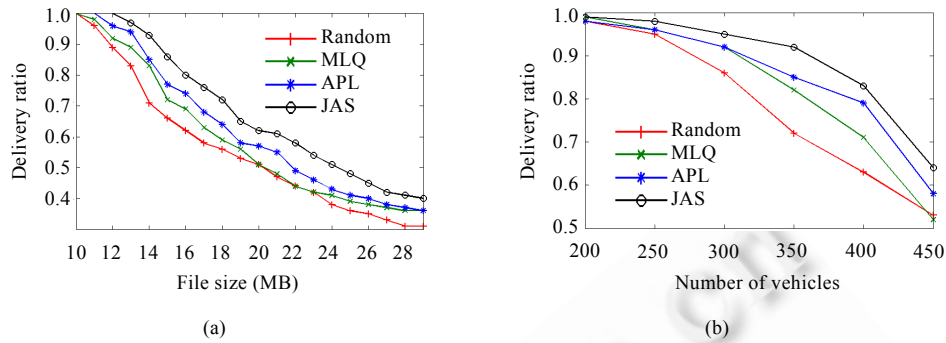 1.0
0.9
0.8
0.7
0.6
0.5
0.4
Delivery ratio
Random
MLQ
APL
JAS
10 12 14 16 18 20 22 24 26 28
File size (MB)
(a)
1.0
0.9
0.8
0.7
0.6
0.5
Delivery ratio
Random
MLQ
APL
JAS
200 250 300 350 400 450
Number of vehicles
(b)